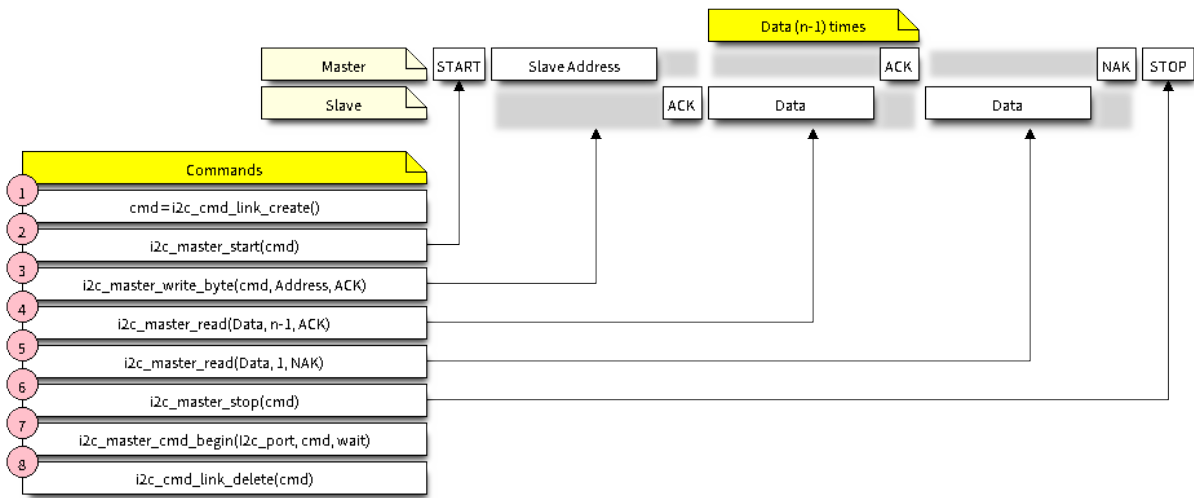 Data (n-1) times
Master START Slave Address ACK NAK STOP
Slave ACK Data Data
Commands
1
cmd = i2c_cmd_link_create()
2
i2c_master_start(cmd)
3
i2c_master_write_byte(cmd, Address, ACK)
4
i2c_master_read(Data, n-1, ACK)
5
i2c_master_read(Data, 1, NAK)
6
i2c_master_stop(cmd)
7
i2c_master_cmd_begin(I2c_port, cmd, wait)
8
i2c_cmd_link_delete(cmd)